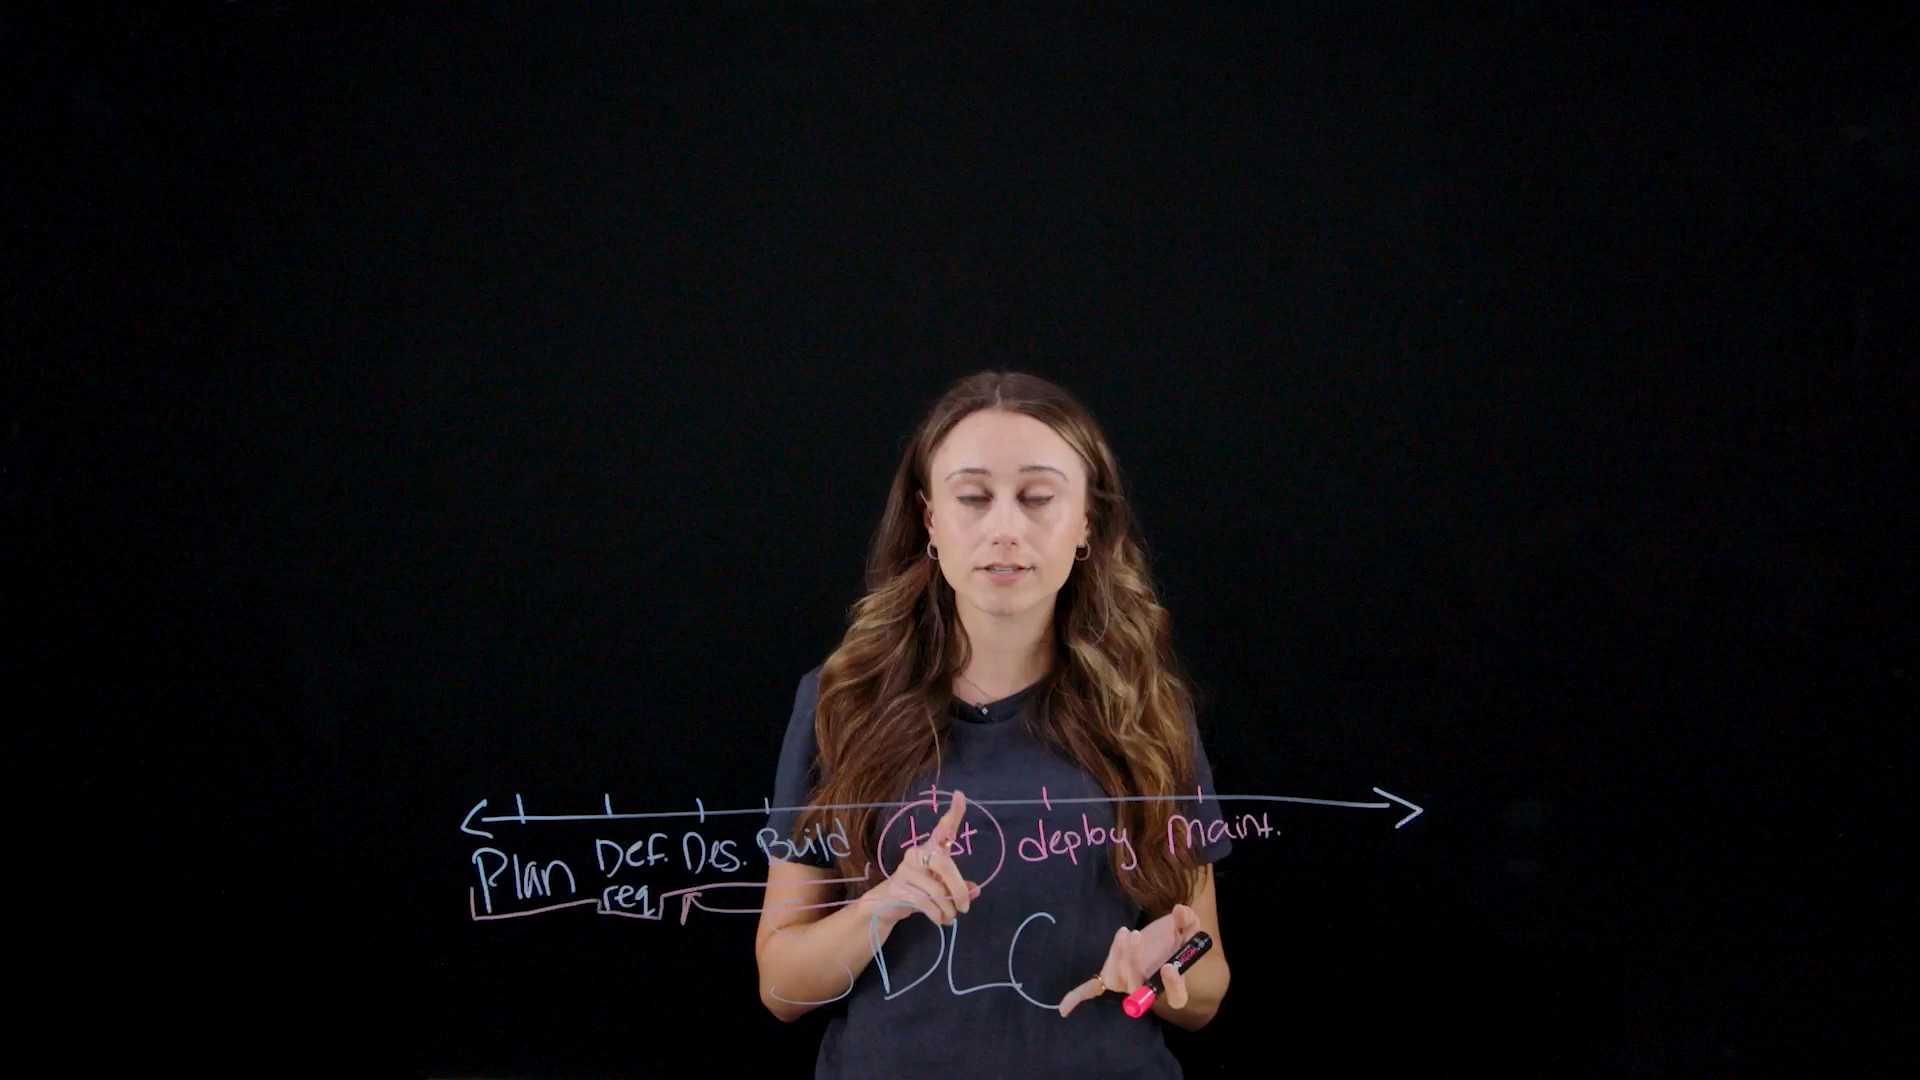 Plan Def. Des. Build test deploy Maint.
req
SDLC